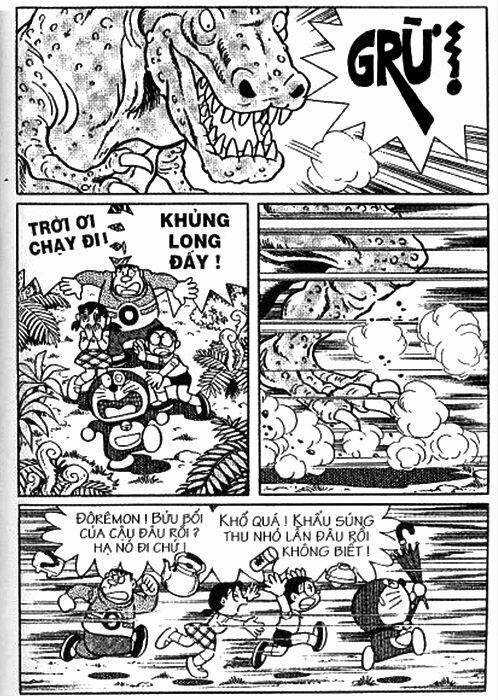 GRỪ!
TRỜI ƠI
CHẠY ĐI!
KHỦNG
LONG
ĐẤY !
ĐÔRÊMON ! BỬU BỐI
CỦA CẬU ĐÂU RỒI ?
HẠ NÓ ĐI CHỨ !
KHỔ QUÁ ! KHẨU SÚNG
THU NHỎ LĂN ĐÂU RỒI
KHÔNG BIẾT !